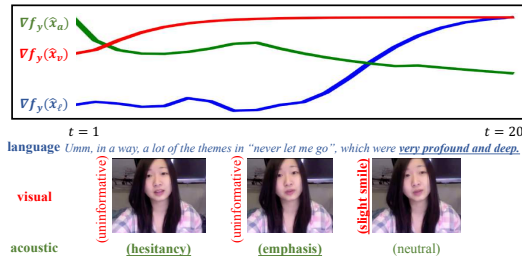 ∇f_y(x̂_a)
∇f_y(x̂_v)
∇f_y(x̂_ℓ)
t = 1 t = 20
language Umm, in a way, a lot of the themes in “never let me go”, which were very profound and deep.
visual (uninformative) (uninformative) (slight smile)
acoustic (hesitancy) (emphasis) (neutral)